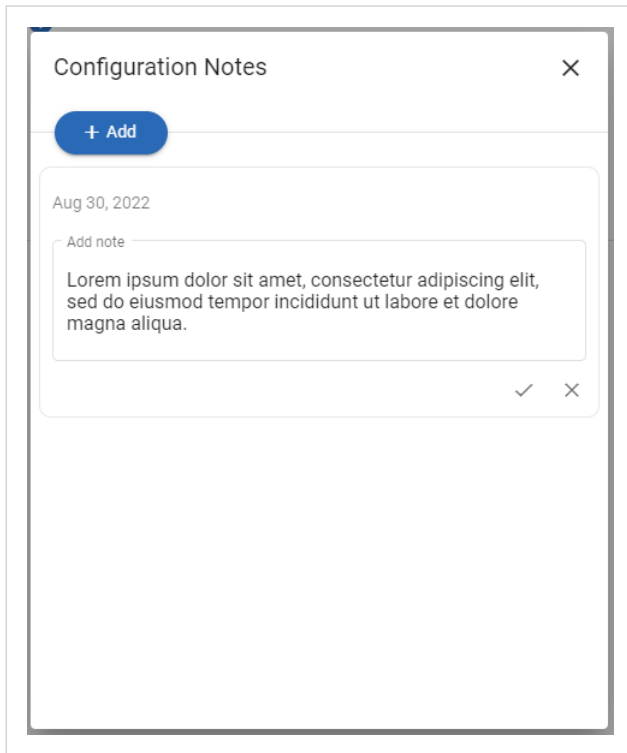 Configuration Notes
+ Add
Aug 30, 2022
Add note
Lorem ipsum dolor sit amet, consectetur adipiscing elit,
sed do eiusmod tempor incididunt ut labore et dolore
magna aliqua.